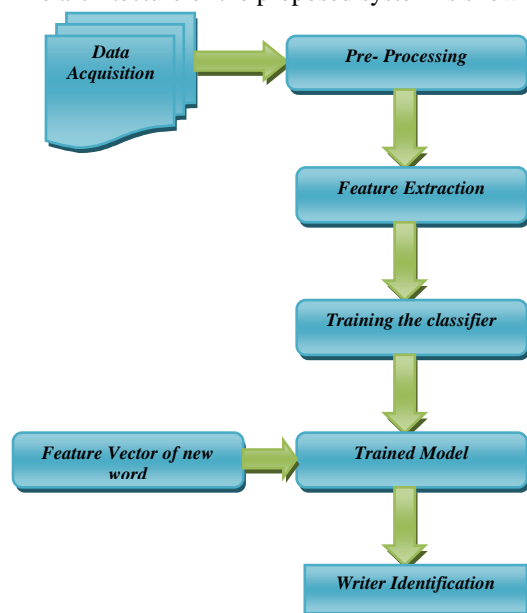 Data
Acquisition
Pre- Processing
Feature Extraction
Training the classifier
Feature Vector of new
word
Trained Model
Writer Identification